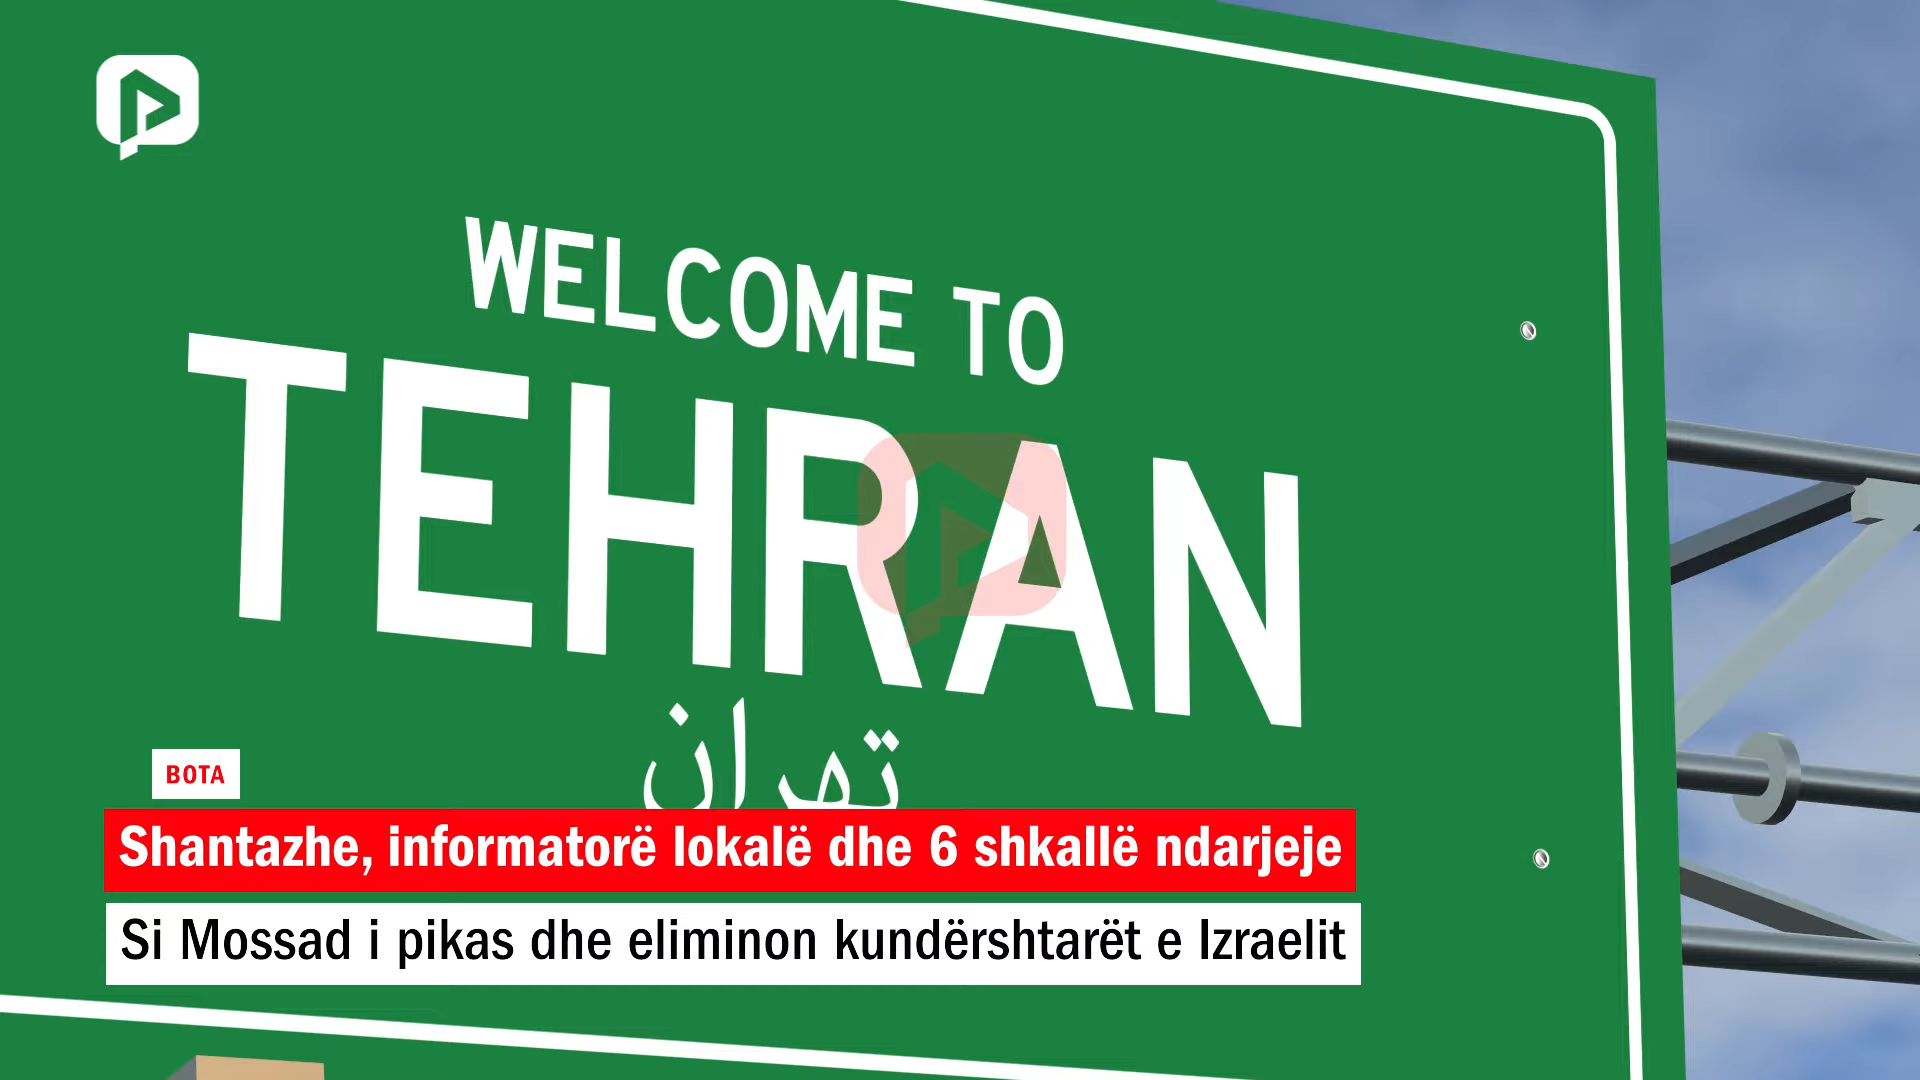 WELCOME TO
TEHRAN
تهران
BOTA
Shantazhe, informatorë lokalë dhe 6 shkallë ndarjeje
Si Mossad i pikas dhe eliminon kundërshtarët e Izraelit